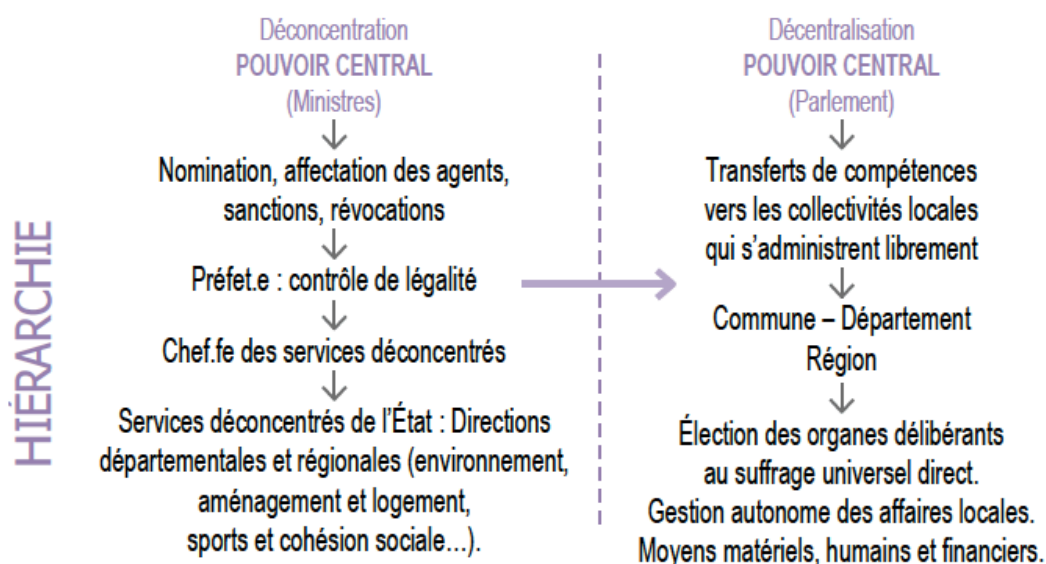 HIÉRARCHIE
Déconcentration
POUVOIR CENTRAL
(Ministres)
Nomination, affectation des agents,
sanctions, révocations
Préfet.e : contrôle de légalité
Chef.fe des services déconcentrés
Services déconcentrés de l'État : Directions
départementales et régionales (environnement,
aménagement et logement,
sports et cohésion sociale…).
Décentralisation
POUVOIR CENTRAL
(Parlement)
Transferts de compétences
vers les collectivités locales
qui s'administrent librement
Commune – Département
Région
Élection des organes délibérants
au suffrage universel direct.
Gestion autonome des affaires locales.
Moyens matériels, humains et financiers.